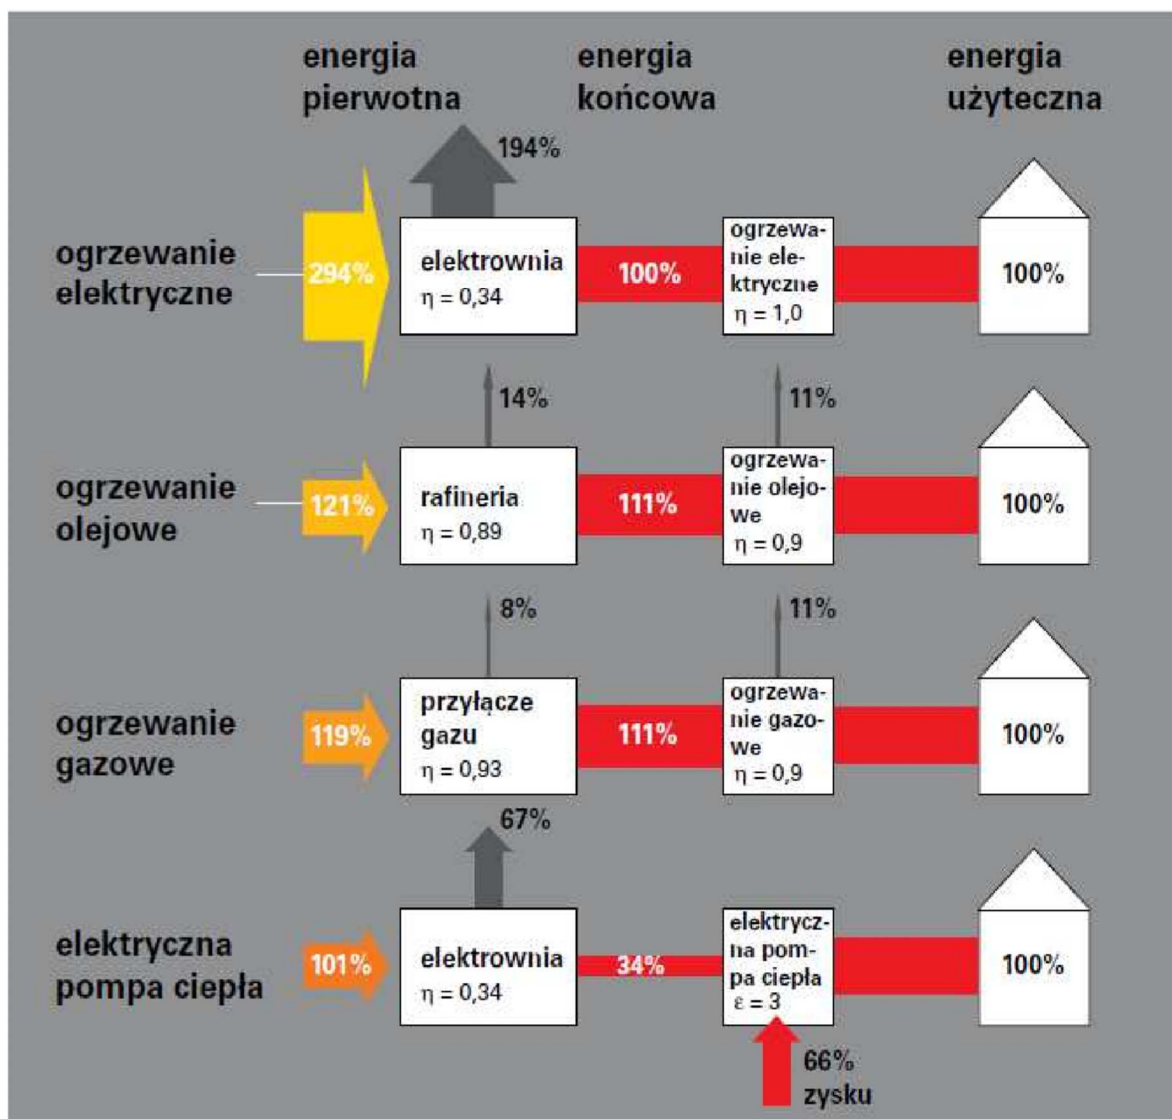 energia
pierwotna
energia
końcowa
energia
użyteczna
194%
ogrzewanie
elektryczne
294%
elektrownia
η = 0,34
100%
ogrzewa-
nie ele-
ktryczne
η = 1,0
100%
14%
11%
ogrzewanie
olejowe
121%
rafineria
η = 0,89
111%
ogrzewa-
nie olejo-
we
η = 0,9
100%
8%
11%
ogrzewanie
gazowe
119%
przyłącze
gazu
η = 0,93
111%
ogrzewa-
nie gazo-
we
η = 0,9
100%
67%
elektryczna
pompa ciepła
101%
elektrownia
η = 0,34
34%
elektrycz-
na pom-
pa ciepła
ε = 3
100%
66%
zysku